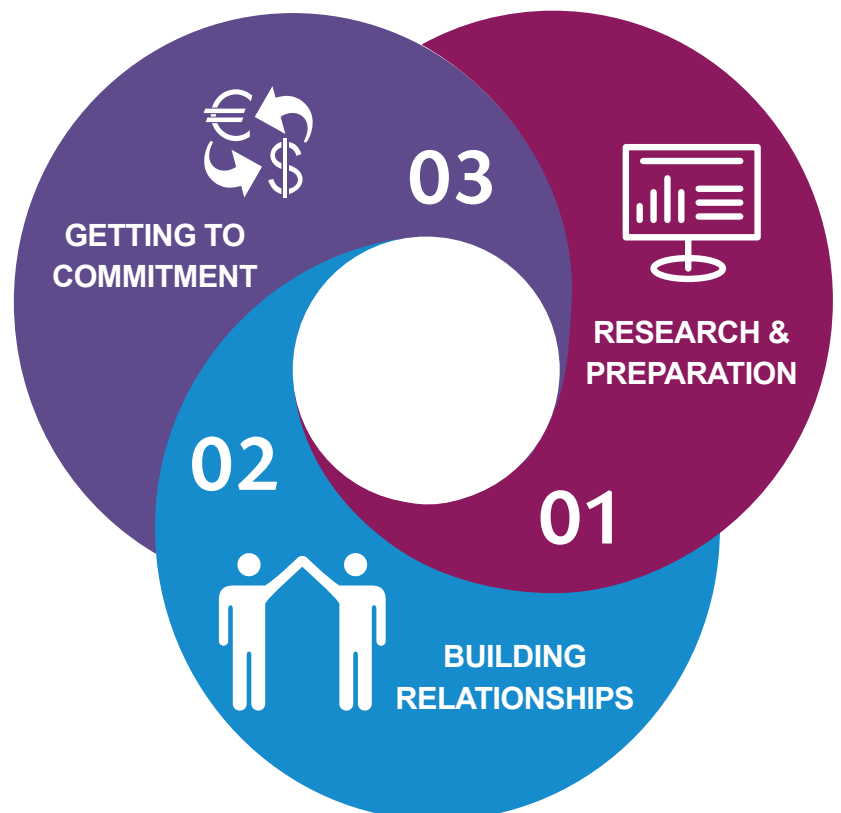 03
GETTING TO
COMMITMENT
RESEARCH &
PREPARATION
02
01
BUILDING
RELATIONSHIPS